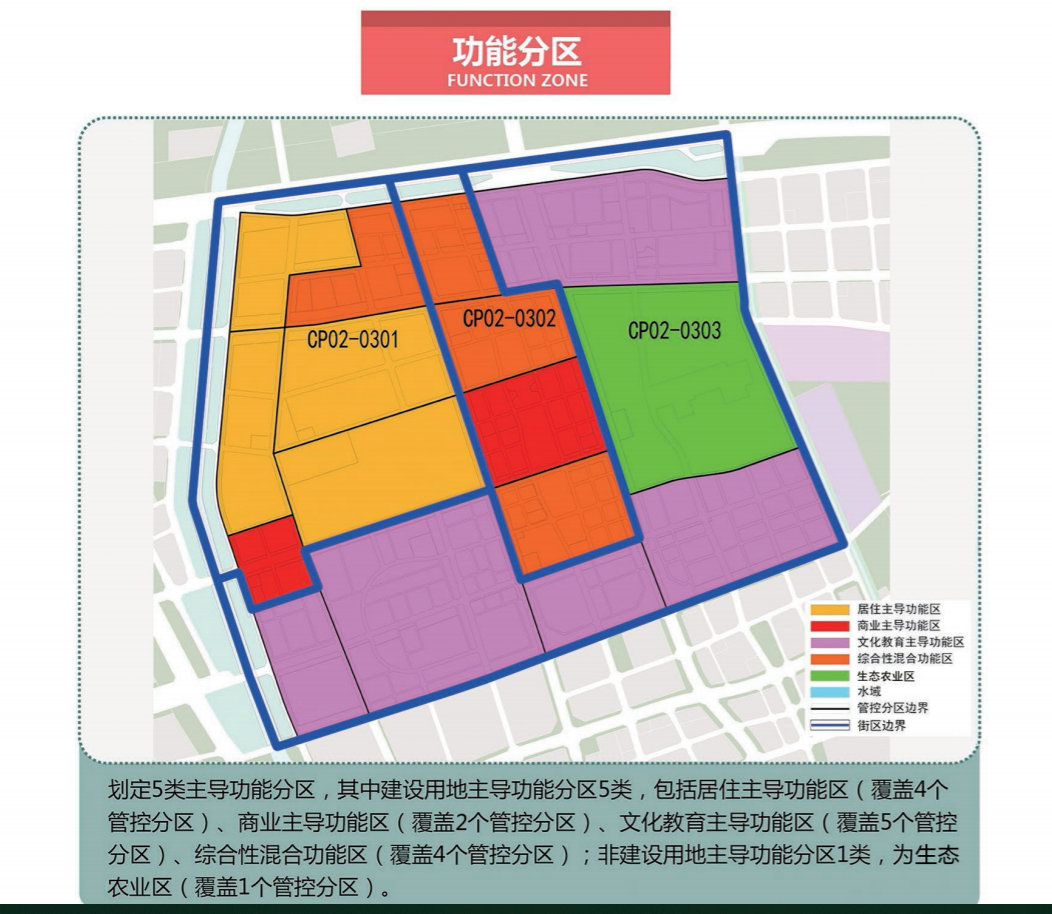 功能分区
FUNCTION ZONE
CP02-0301
CP02-0302
CP02-0303
居住主导功能区
商业主导功能区
文化教育主导功能区
综合性混合功能区
生态农业区
水域
管控分区边界
街区边界
划定5类主导功能分区，其中建设用地主导功能分区5类，包括居住主导功能区（覆盖4个
管控分区）、商业主导功能区（覆盖2个管控分区）、文化教育主导功能区（覆盖5个管控
分区）、综合性混合功能区（覆盖4个管控分区）；非建设用地主导功能分区1类，为生态
农业区（覆盖1个管控分区）。